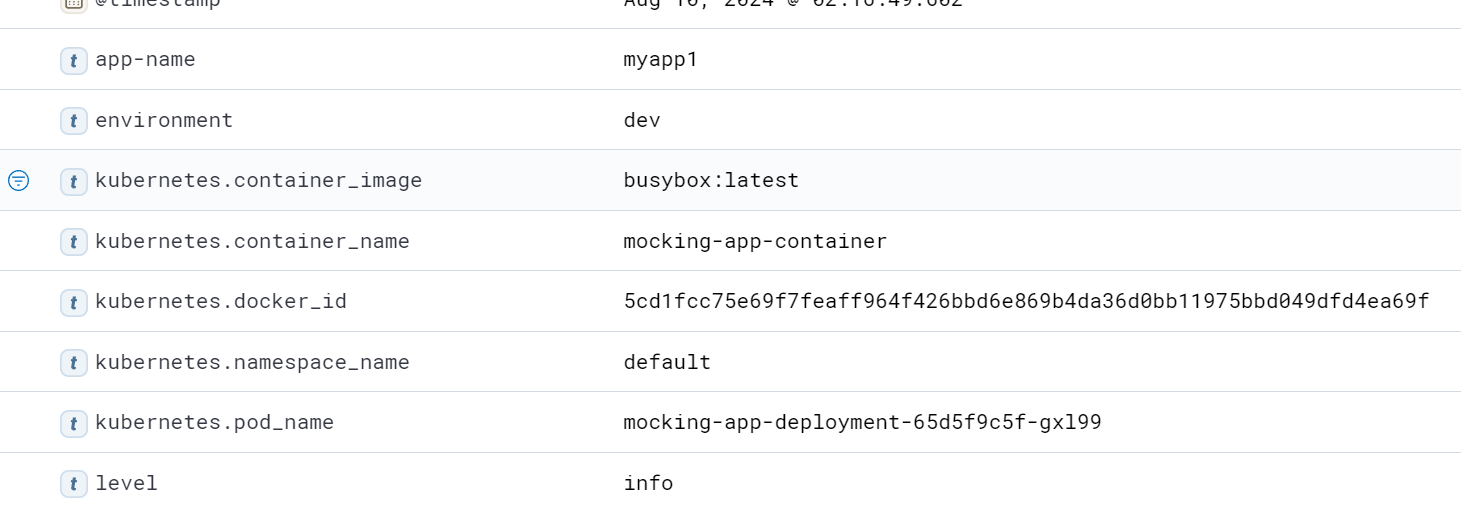 @timestamp Aug 16, 2024 @ 02:16:49.662
app-name myapp1
environment dev
kubernetes.container_image busybox:latest
kubernetes.container_name mocking-app-container
kubernetes.docker_id 5cd1fcc75e69f7feaff964f426bbd6e869b4da36d0bb11975bbd049dfd4ea69f
kubernetes.namespace_name default
kubernetes.pod_name mocking-app-deployment-65d5f9c5f-gxl99
level info